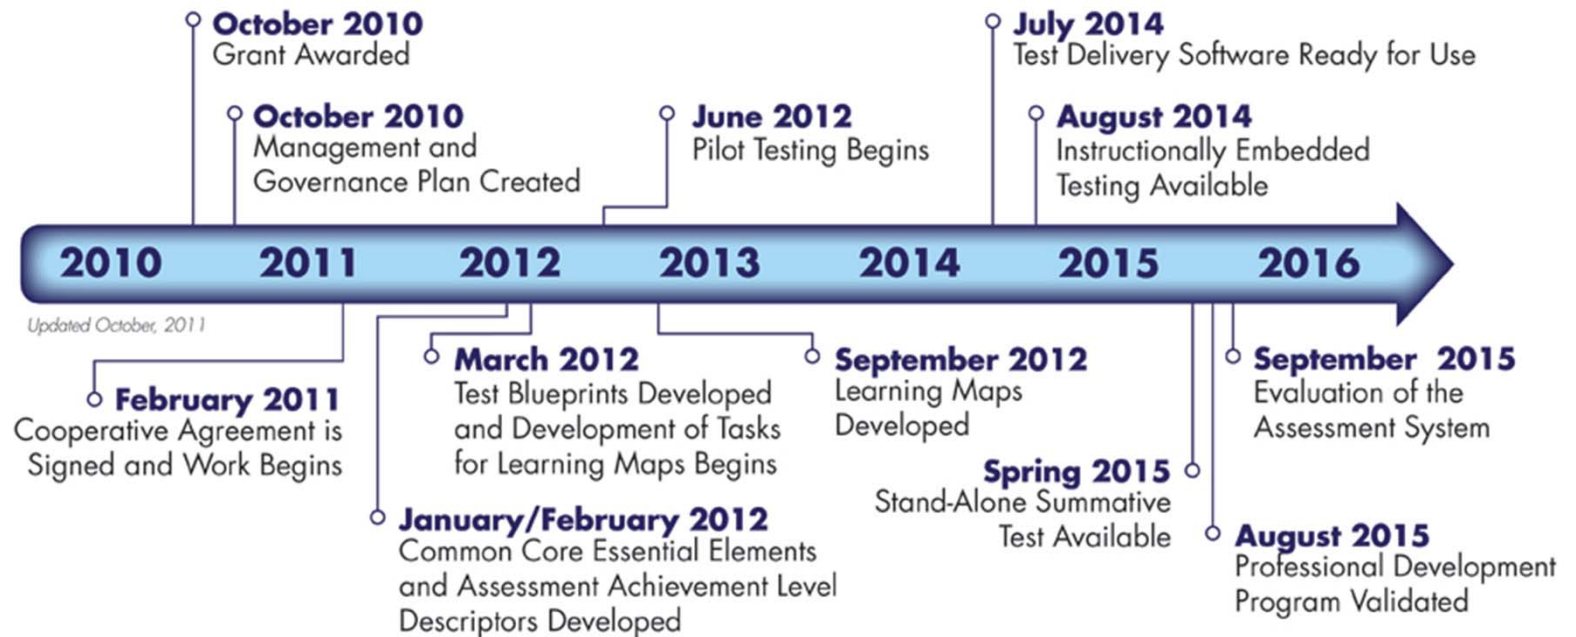 October 2010
Grant Awarded
October 2010
Management and
Governance Plan Created
June 2012
Pilot Testing Begins
July 2014
Test Delivery Software Ready for Use
August 2014
Instructionally Embedded
Testing Available
2010 2011 2012 2013 2014 2015 2016
Updated October, 2011
February 2011
Cooperative Agreement is
Signed and Work Begins
January/February 2012
Common Core Essential Elements
and Assessment Achievement Level
Descriptors Developed
March 2012
Test Blueprints Developed
and Development of Tasks
for Learning Maps Begins
September 2012
Learning Maps
Developed
Spring 2015
Stand-Alone Summative
Test Available
August 2015
Professional Development
Program Validated
September 2015
Evaluation of the
Assessment System